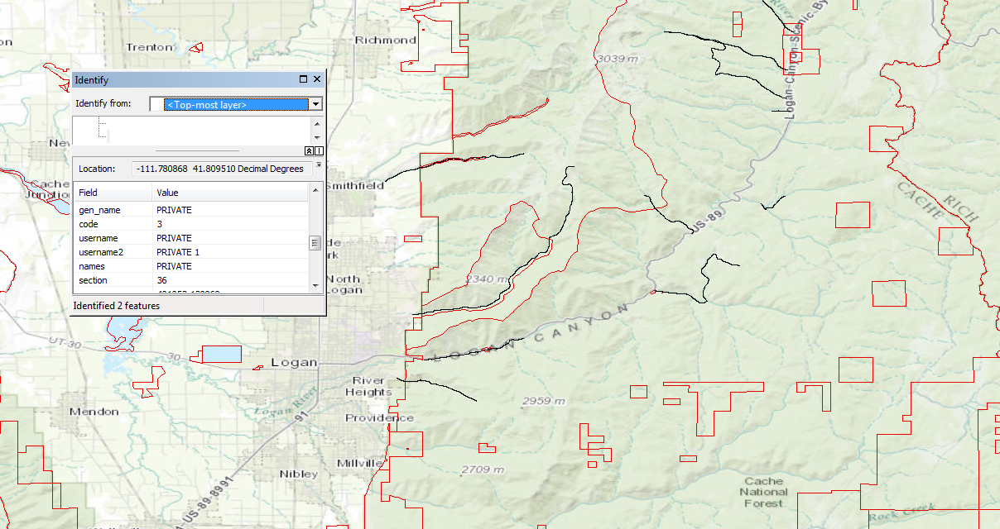 Richmond
Trenton
3039 m
Logan-Canyon-Scenic-By
Identify
Identify from:
<Top-most layer>
Location:
-111.780868 41.809510 Decimal Degrees
Field
Value
gen_name
PRIVATE
code
3
username
PRIVATE
username2
PRIVATE 1
names
PRIVATE
section
36
Identified 2 features
Cache
Junction
Smithfield
de
rk
North
Logan
2340 m
US-89
RICH
CACHE
UT-30
30
Logan
LOGAN CANYON
River
Heights
Logan River
91
Mendon
Providence
2959 m
Millville
Nibley
2709 m
US-89-8991
Cache
National
Forest
Rock Creek